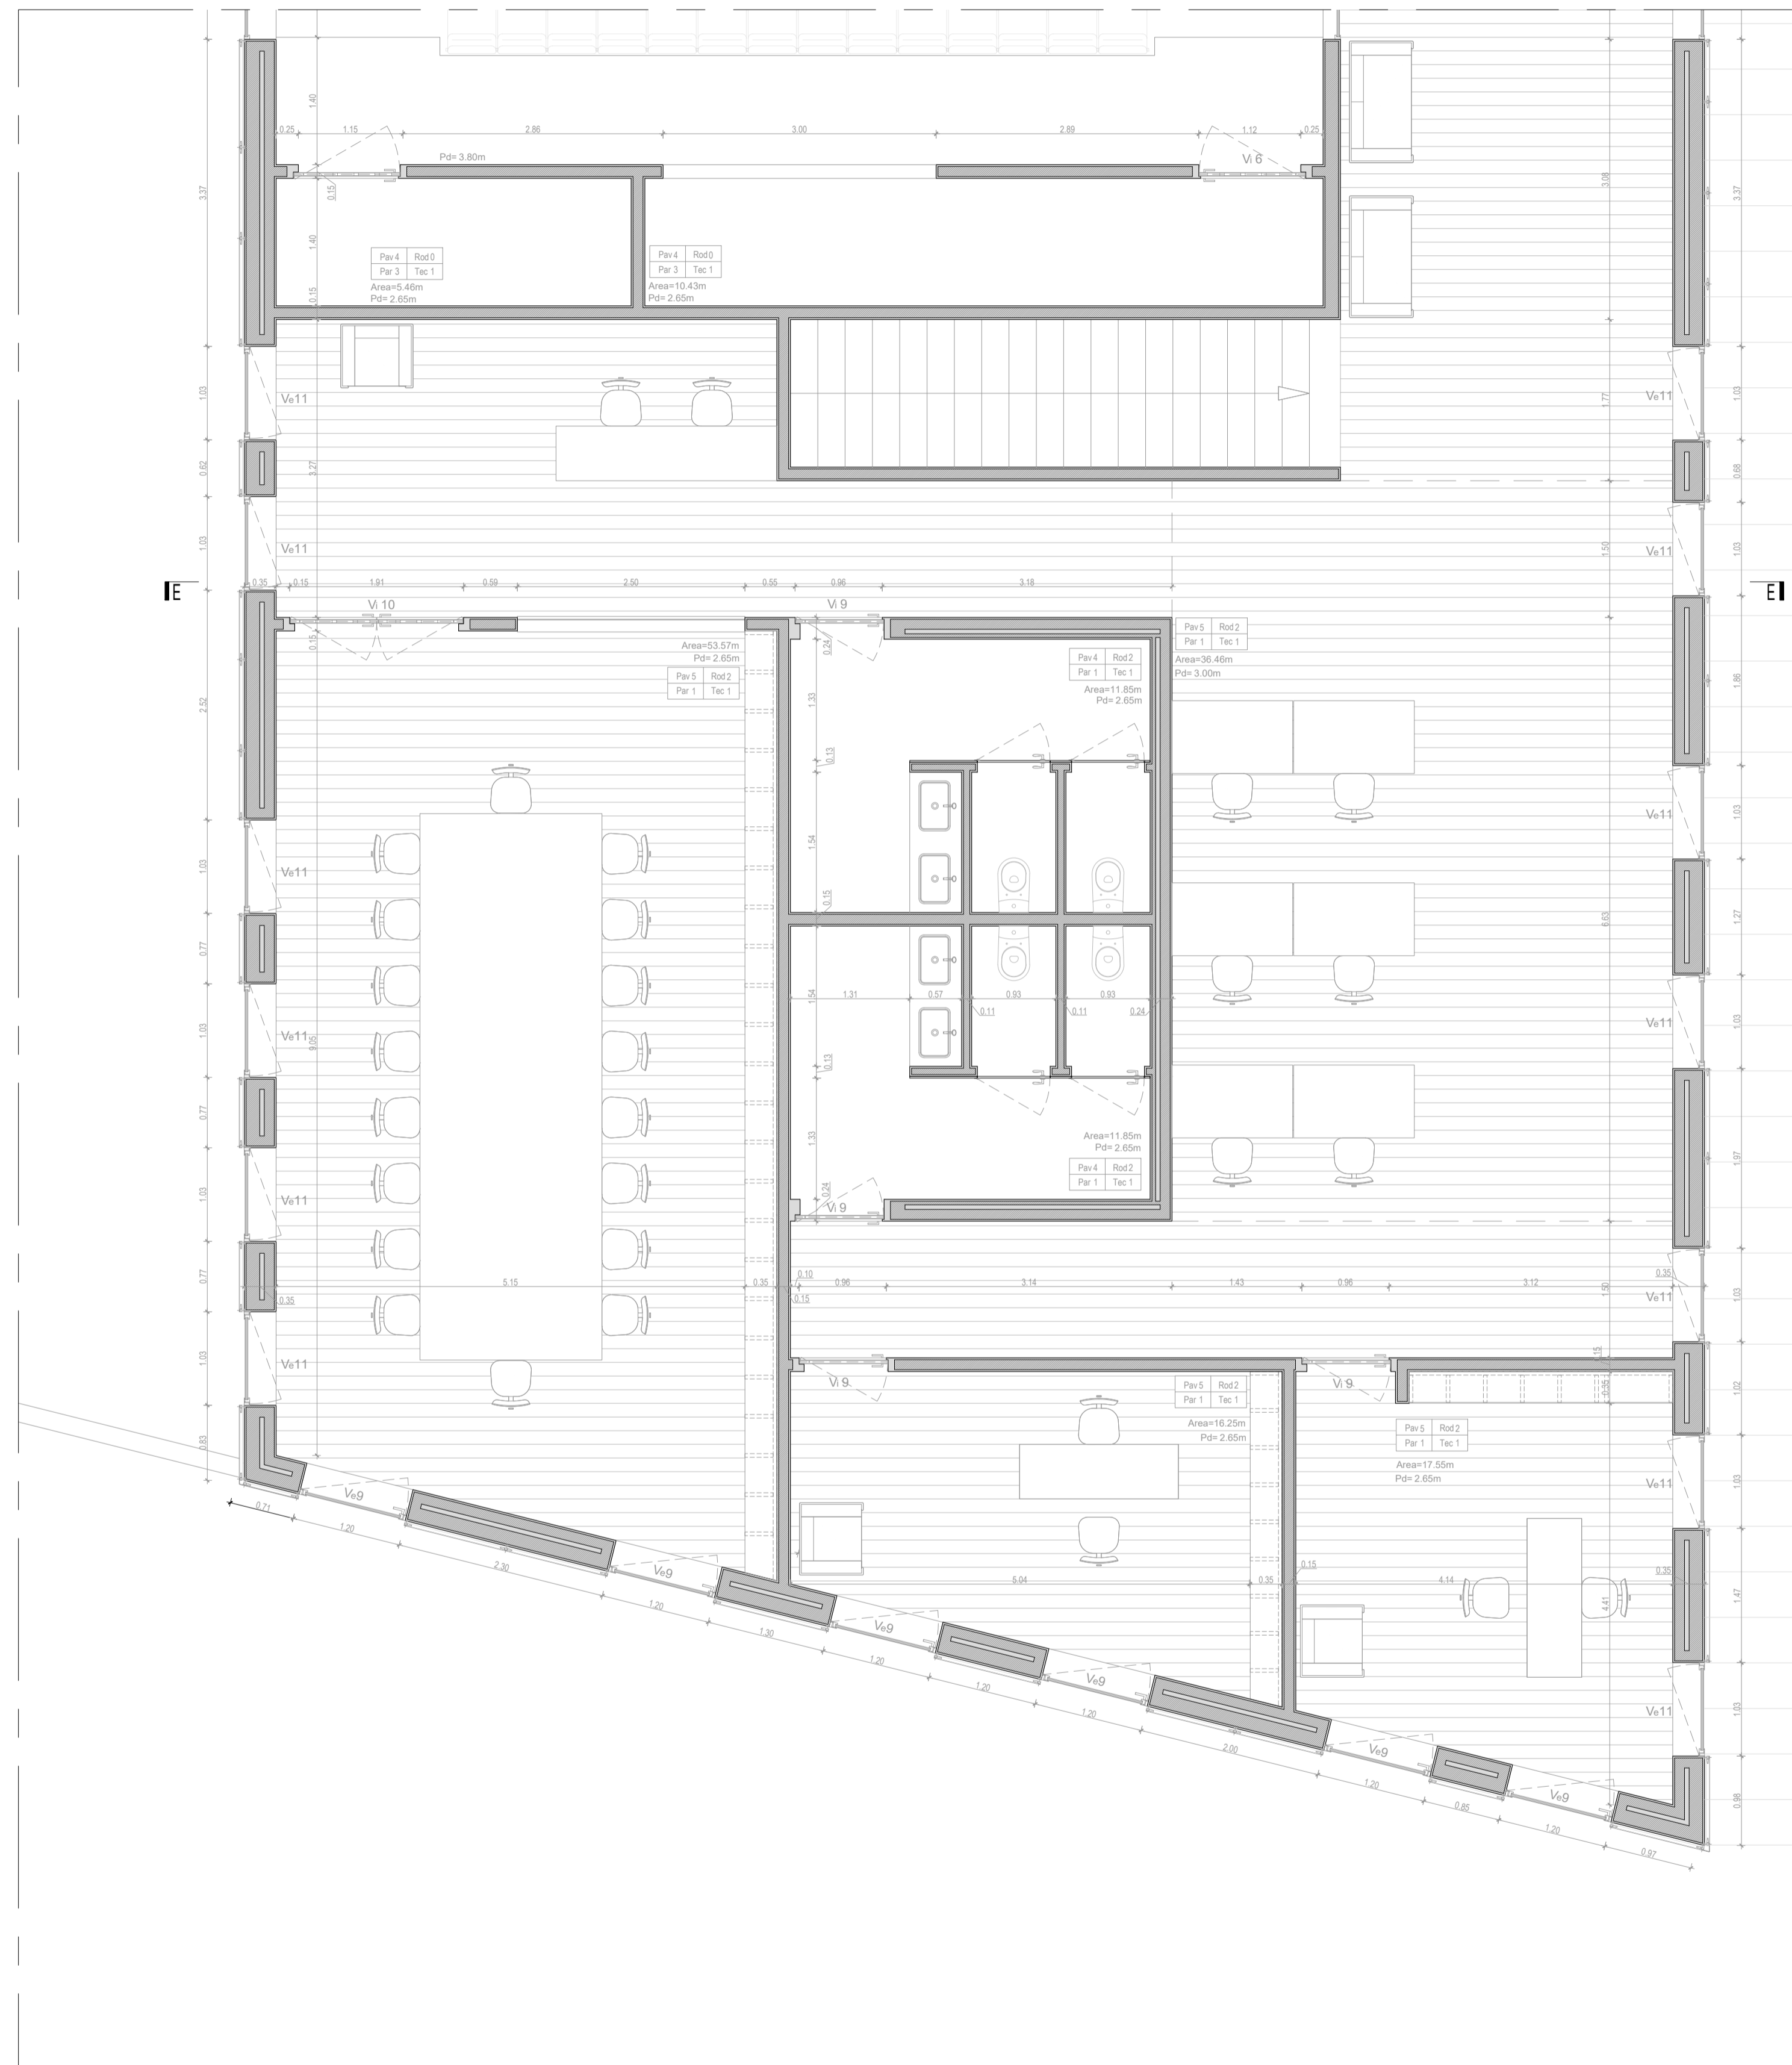 0.25
1.15
2.86
3.00
2.89
1.12
0.25
1.40
Pd= 3.80m
Vi 6
0.15
3.37
3.08
3.37
1.40
Pav 4 Rod 0
Par 3 Tec 1
Area=5.46m
Pd= 2.65m
Pav 4 Rod 0
Par 3 Tec 1
Area=10.43m
Pd= 2.65m
0.15
1.03
Ve11
1.77
Ve11
1.03
0.62
3.27
0.68
1.03
Ve11
1.50
Ve11
1.03
E
0.35
0.15
1.91
0.59
2.50
0.55
0.96
3.18
E
Vi 10
Vi 9
0.15
Area=53.57m
Pd= 2.65m
Pav 5 Rod 2
Par 1 Tec 1
0.24
Pav 4 Rod 2
Par 1 Tec 1
Area=11.85m
Pd= 2.65m
Pav 5 Rod 2
Par 1 Tec 1
Area=36.46m
Pd= 3.00m
2.52
1.33
1.86
0.13
1.03
Ve11
1.54
Ve11
1.03
0.77
0.15
6.63
1.27
1.03
Ve11
9.05
1.54
1.31
0.57
0.93
0.93
0.11
0.11
0.24
Ve11
1.03
0.77
0.13
1.33
Area=11.85m
Pd= 2.65m
Pav 4 Rod 2
Par 1 Tec 1
1.97
1.03
Ve11
0.24
Vi 9
0.77
0.35
5.15
0.35
0.10
0.15
0.96
3.14
1.43
0.96
3.12
0.35
1.50
Ve11
1.03
1.03
Ve11
Vi 9
Vi 9
0.15
0.35
1.02
Pav 5 Rod 2
Par 1 Tec 1
Area=16.25m
Pd= 2.65m
Pav 5 Rod 2
Par 1 Tec 1
Area=17.55m
Pd= 2.65m
0.83
Ve11
1.03
0.71
Ve9
1.20
2.30
Ve9
1.20
1.30
Ve9
1.20
1.20
Ve9
1.20
2.00
Ve9
1.20
0.85
Ve9
1.20
0.97
5.04
0.35
0.15
4.14
0.35
4.41
1.47
Ve11
1.03
0.98